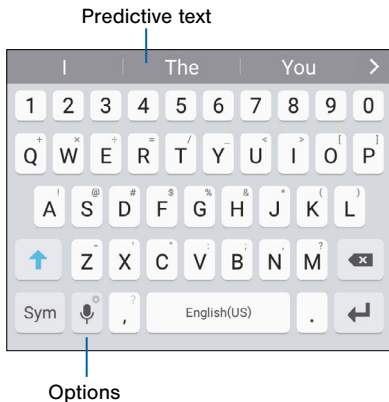 Predictive text
I The You >
1 2 3 4 5 6 7 8 9 0
+ × ÷ = / _ < > [ ]
Q W E R T Y U I O P
! @ # $ % & * ( )
A S D F G H J K L
- ' " : ; , ?
Z X C V B N M
?
Sym , English(US) .
Options